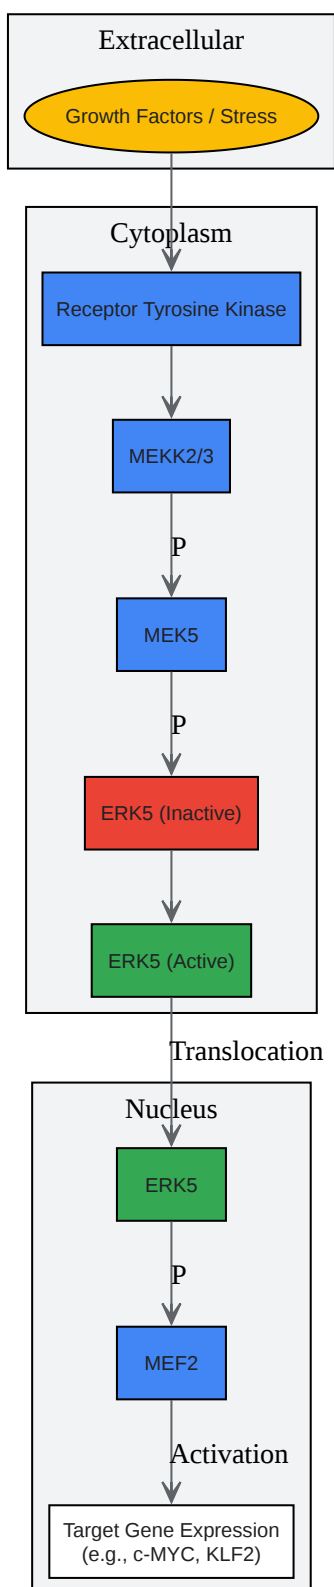 Extracellular
Growth Factors / Stress
Cytoplasm
Receptor Tyrosine Kinase
MEKK2/3
P
MEK5
P
ERK5 (Inactive)
ERK5 (Active)
Translocation
Nucleus
ERK5
P
MEF2
Activation
Target Gene Expression
(e.g., c-MYC, KLF2)